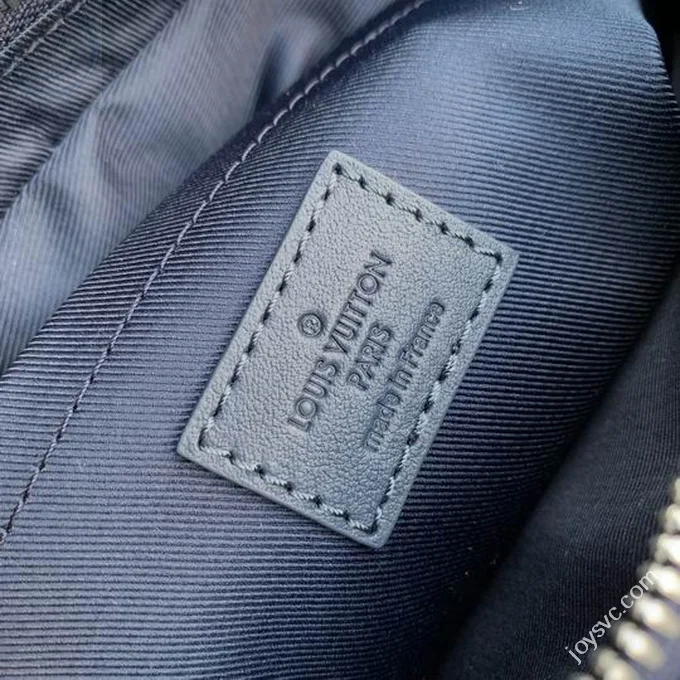 ®
LOUIS VUITTON
PARIS
made in France
joysvc.com